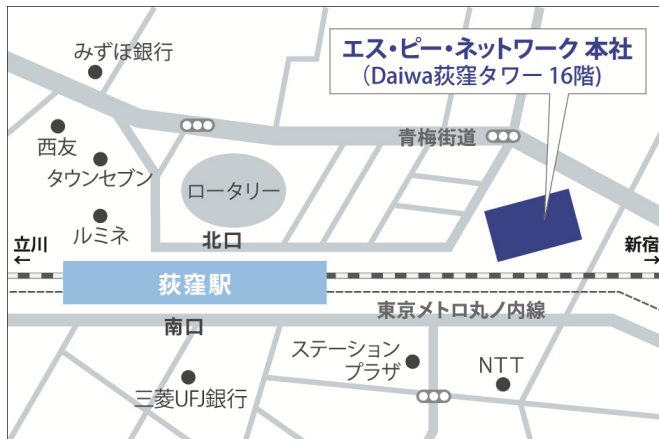 みずほ銀行
エス・ピー・ネットワーク 本社
（Daiwa荻窪タワー 16階）
青梅街道
西友
タウンセブン
ロータリー
ルミネ
北口
立川
←
新宿
→
荻窪駅
東京メトロ丸ノ内線
南口
ステーション
プラザ
NTT
三菱UFJ銀行